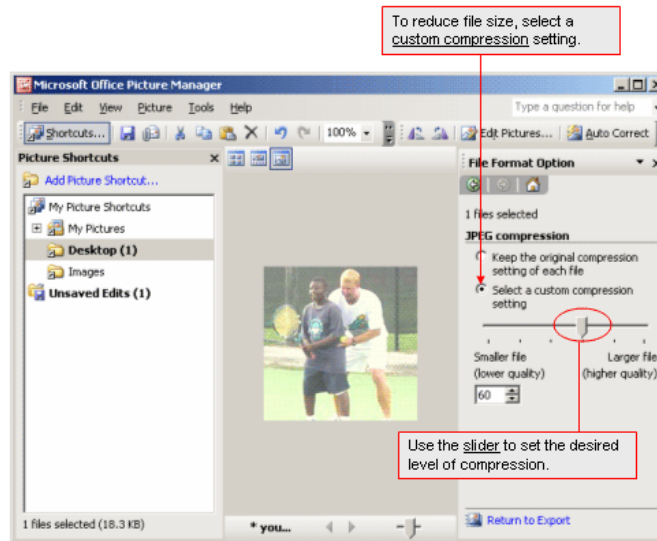 To reduce file size, select a
custom compression setting.
Microsoft Office Picture Manager
File Edit View Picture Tools Help
Type a question for help
Shortcuts... 100% Edit Pictures... Auto Correct
Picture Shortcuts
Add Picture Shortcut...
My Picture Shortcuts
My Pictures
Desktop (1)
Images
Unsaved Edits (1)
1 files selected (18.3 KB)
* you...
File Format Option
1 files selected
JPEG compression
Keep the original compression
setting of each file
Select a custom compression
setting
Smaller file Larger file
(lower quality) (higher quality)
60
Use the slider to set the desired
level of compression.
Return to Export